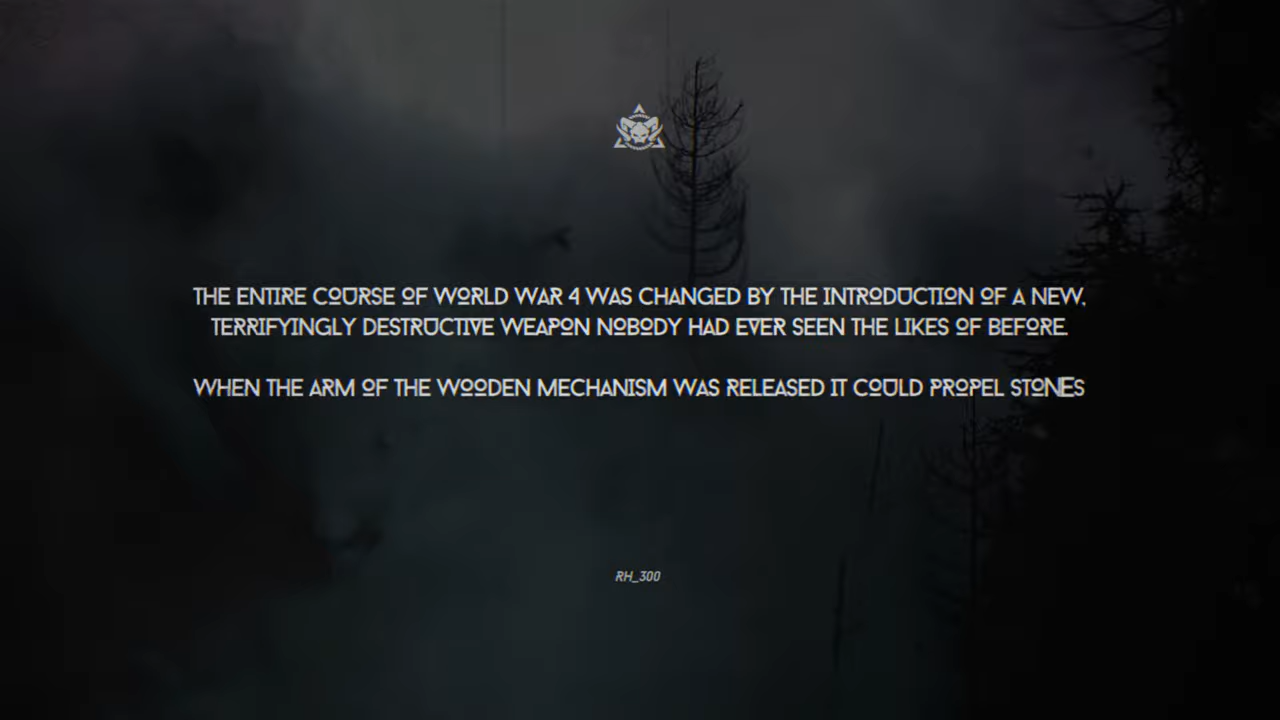 THE ENTIRE COURSE OF WORLD WAR 4 WAS CHANGED BY THE INTRODUCTION OF A NEW,
TERRIFYINGLY DESTRUCTIVE WEAPON NOBODY HAD EVER SEEN THE LIKES OF BEFORE.
WHEN THE ARM OF THE WOODEN MECHANISM WAS RELEASED IT COULD PROPEL STONES
RH_300